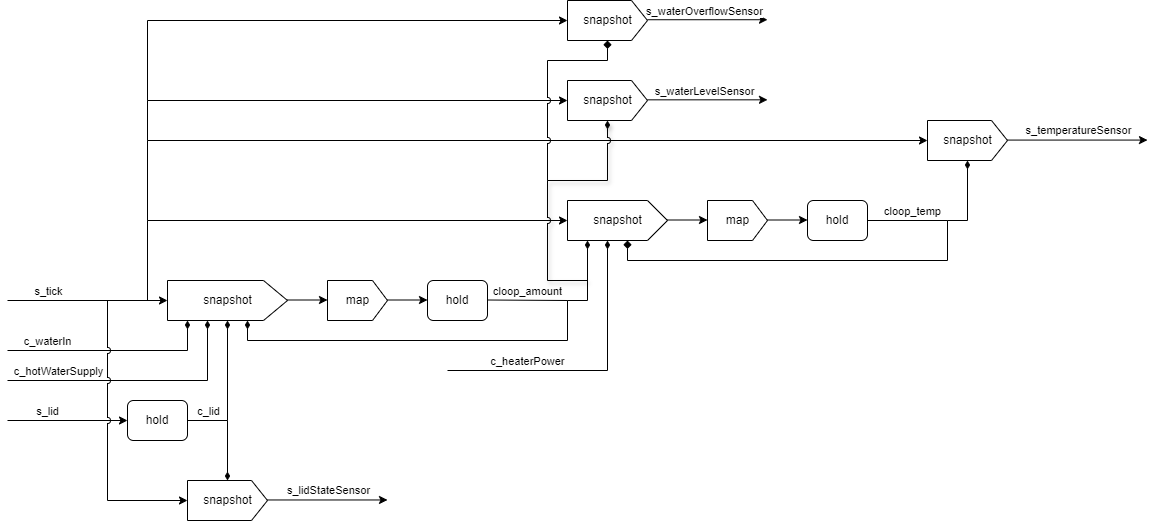 s_waterOverflowSensor
snapshot
s_waterLevelSensor
snapshot
s_temperatureSensor
snapshot
cloop_temp
snapshot
map
hold
s_tick
cloop_amount
snapshot
map
hold
c_waterIn
c_heaterPower
c_hotWaterSupply
s_lid
c_lid
hold
s_lidStateSensor
snapshot